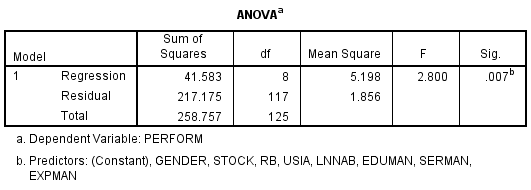 ANOVAa
Model Sum of Squares df Mean Square F Sig.
1 Regression 41.583 8 5.198 2.800 .007b
Residual 217.175 117 1.856
Total 258.757 125
a. Dependent Variable: PERFORM
b. Predictors: (Constant), GENDER, STOCK, RB, USIA, LNNAB, EDUMAN, SERMAN,
EXPMAN